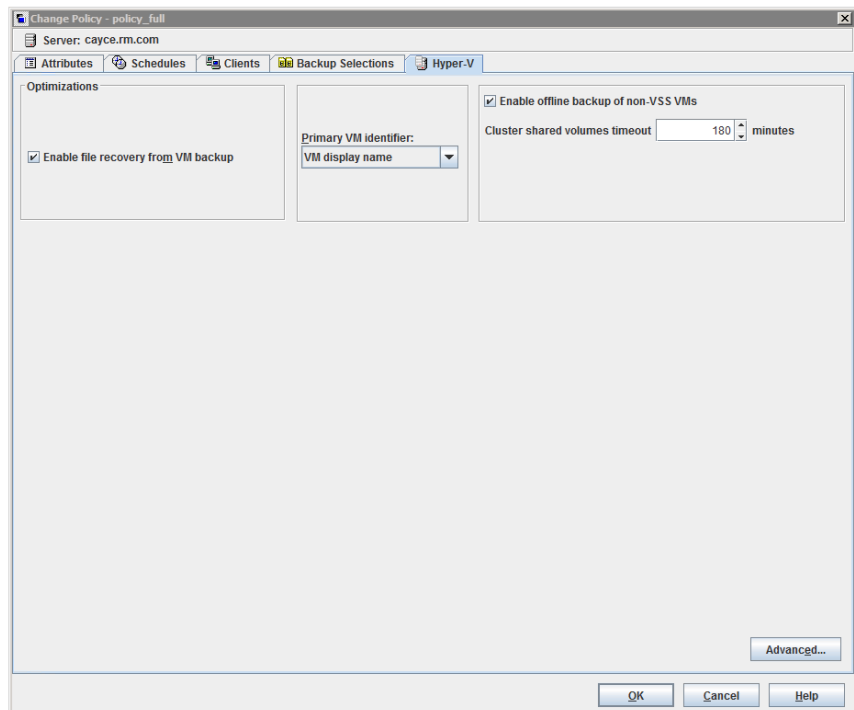 Change Policy - policy_full
Server: cayce.rm.com
Attributes Schedules Clients Backup Selections Hyper-V
Optimizations
Enable file recovery from VM backup
Primary VM identifier:
VM display name
Enable offline backup of non-VSS VMs
Cluster shared volumes timeout 180 minutes
Advanced...
OK Cancel Help